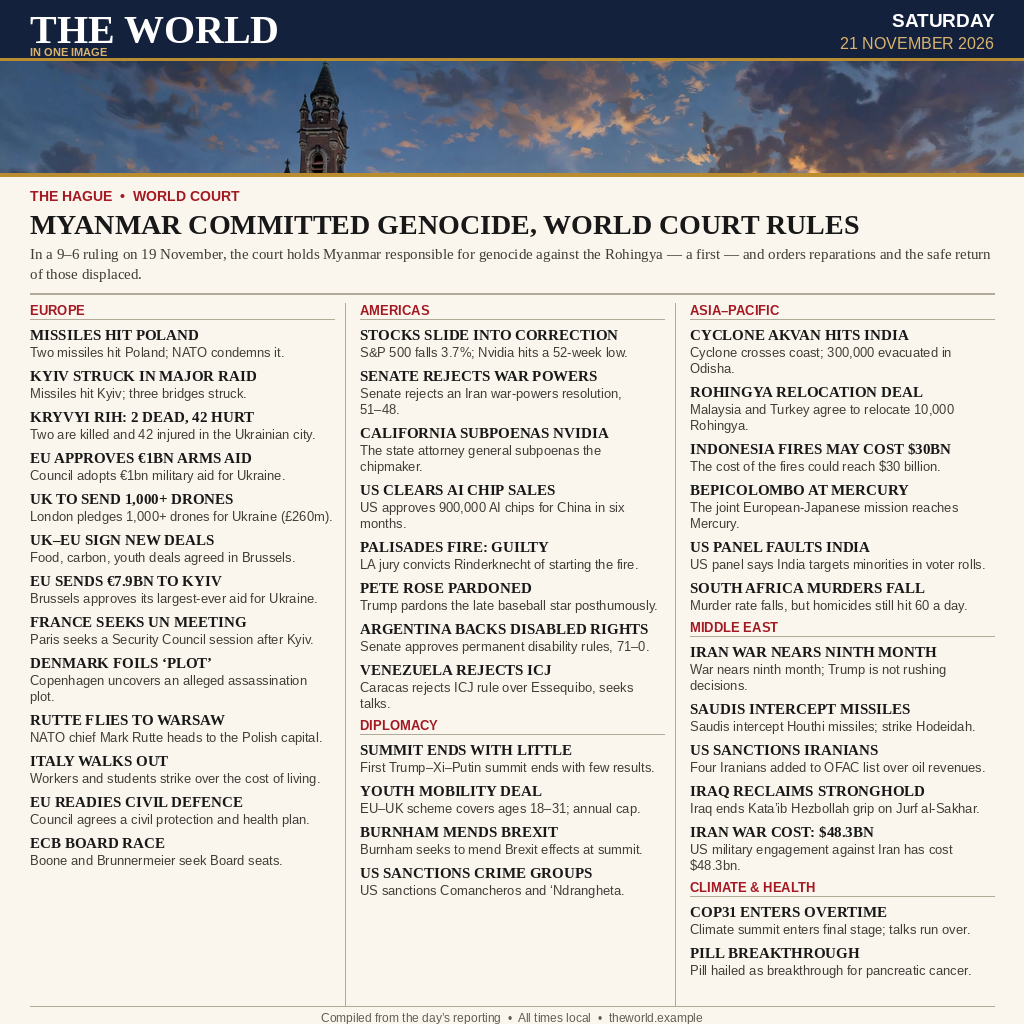 THE WORLD
IN ONE IMAGE
SATURDAY
21 NOVEMBER 2026
THE HAGUE • WORLD COURT
MYANMAR COMMITTED GENOCIDE, WORLD COURT RULES
In a 9–6 ruling on 19 November, the court holds Myanmar responsible for genocide against the Rohingya — a first — and orders reparations and the safe return
of those displaced.
EUROPE
MISSILES HIT POLAND
Two missiles hit Poland; NATO condemns it.
KYIV STRUCK IN MAJOR RAID
Missiles hit Kyiv; three bridges struck.
KRYVYI RIH: 2 DEAD, 42 HURT
Two are killed and 42 injured in the Ukrainian city.
EU APPROVES €1BN ARMS AID
Council adopts €1bn military aid for Ukraine.
UK TO SEND 1,000+ DRONES
London pledges 1,000+ drones for Ukraine (£260m).
UK–EU SIGN NEW DEALS
Food, carbon, youth deals agreed in Brussels.
EU SENDS €7.9BN TO KYIV
Brussels approves its largest-ever aid for Ukraine.
FRANCE SEEKS UN MEETING
Paris seeks a Security Council session after Kyiv.
DENMARK FOILS ‘PLOT’
Copenhagen uncovers an alleged assassination
plot.
RUTTE FLIES TO WARSAW
NATO chief Mark Rutte heads to the Polish capital.
ITALY WALKS OUT
Workers and students strike over the cost of living.
EU READIES CIVIL DEFENCE
Council agrees a civil protection and health plan.
ECB BOARD RACE
Boone and Brunnermeier seek Board seats.
AMERICAS
STOCKS SLIDE INTO CORRECTION
S&P 500 falls 3.7%; Nvidia hits a 52-week low.
SENATE REJECTS WAR POWERS
Senate rejects an Iran war-powers resolution,
51–48.
CALIFORNIA SUBPOENAS NVIDIA
The state attorney general subpoenas the
chipmaker.
US CLEARS AI CHIP SALES
US approves 900,000 AI chips for China in six
months.
PALISADES FIRE: GUILTY
LA jury convicts Rinderknecht of starting the fire.
PETE ROSE PARDONED
Trump pardons the late baseball star posthumously.
ARGENTINA BACKS DISABLED RIGHTS
Senate approves permanent disability rules, 71–0.
VENEZUELA REJECTS ICJ
Caracas rejects ICJ rule over Essequibo, seeks
talks.
DIPLOMACY
SUMMIT ENDS WITH LITTLE
First Trump–Xi–Putin summit ends with few results.
YOUTH MOBILITY DEAL
EU–UK scheme covers ages 18–31; annual cap.
BURNHAM MENDS BREXIT
Burnham seeks to mend Brexit effects at summit.
US SANCTIONS CRIME GROUPS
US sanctions Comancheros and ‘Ndrangheta.
ASIA–PACIFIC
CYCLONE AKVAN HITS INDIA
Cyclone crosses coast; 300,000 evacuated in
Odisha.
ROHINGYA RELOCATION DEAL
Malaysia and Turkey agree to relocate 10,000
Rohingya.
INDONESIA FIRES MAY COST $30BN
The cost of the fires could reach $30 billion.
BEPICOLOMBO AT MERCURY
The joint European-Japanese mission reaches
Mercury.
US PANEL FAULTS INDIA
US panel says India targets minorities in voter rolls.
SOUTH AFRICA MURDERS FALL
Murder rate falls, but homicides still hit 60 a day.
MIDDLE EAST
IRAN WAR NEARS NINTH MONTH
War nears ninth month; Trump is not rushing
decisions.
SAUDIS INTERCEPT MISSILES
Saudis intercept Houthi missiles; strike Hodeidah.
US SANCTIONS IRANIANS
Four Iranians added to OFAC list over oil revenues.
IRAQ RECLAIMS STRONGHOLD
Iraq ends Kata’ib Hezbollah grip on Jurf al-Sakhar.
IRAN WAR COST: $48.3BN
US military engagement against Iran has cost
$48.3bn.
CLIMATE & HEALTH
COP31 ENTERS OVERTIME
Climate summit enters final stage; talks run over.
PILL BREAKTHROUGH
Pill hailed as breakthrough for pancreatic cancer.
Compiled from the day’s reporting • All times local • theworld.example